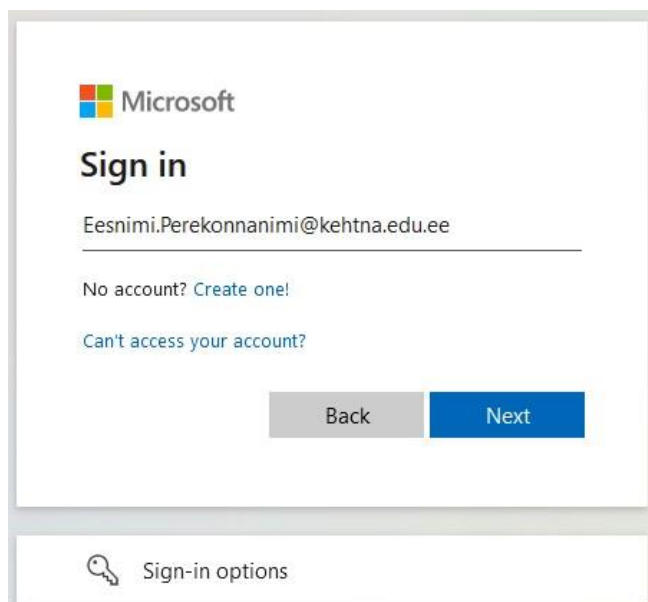 Microsoft
Sign in
Eesnimi.Perekonnanimi@kehtna.edu.ee
No account? Create one!
Can't access your account?
Back Next
Sign-in options